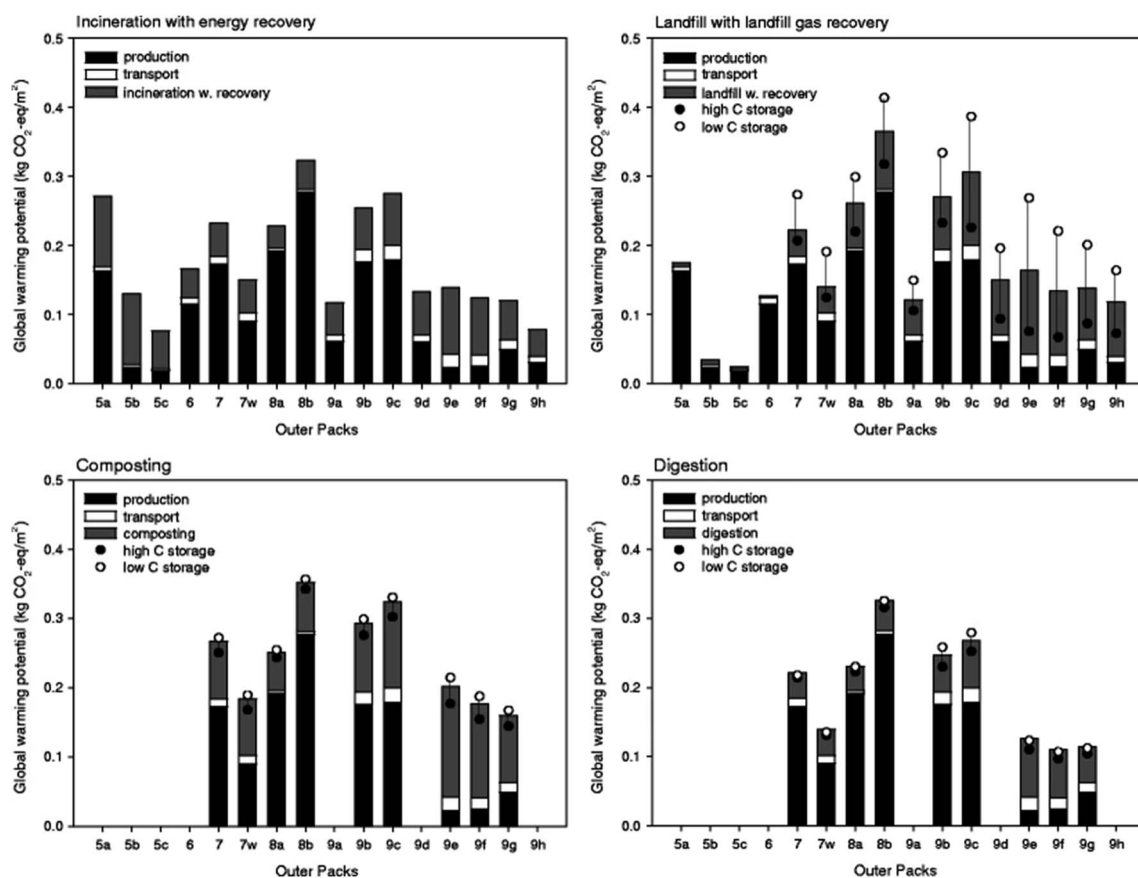 Incineration with energy recovery
Global warming potential (kg CO₂-eq/m²)
0.5
0.4
0.3
0.2
0.1
0.0
production
transport
incineration w. recovery
5a 5b 5c 6 7 7w 8a 8b 9a 9b 9c 9d 9e 9f 9g 9h
Outer Packs
Landfill with landfill gas recovery
Global warming potential (kg CO₂-eq/m²)
0.5
0.4
0.3
0.2
0.1
0.0
production
transport
landfill w. recovery
high C storage
low C storage
5a 5b 5c 6 7 7w 8a 8b 9a 9b 9c 9d 9e 9f 9g 9h
Outer Packs
Composting
Global warming potential (kg CO₂-eq/m²)
0.5
0.4
0.3
0.2
0.1
0.0
production
transport
composting
high C storage
low C storage
5a 5b 5c 6 7 7w 8a 8b 9a 9b 9c 9d 9e 9f 9g 9h
Outer Packs
Digestion
Global warming potential (kg CO₂-eq/m²)
0.5
0.4
0.3
0.2
0.1
0.0
production
transport
digestion
high C storage
low C storage
5a 5b 5c 6 7 7w 8a 8b 9a 9b 9c 9d 9e 9f 9g 9h
Outer Packs